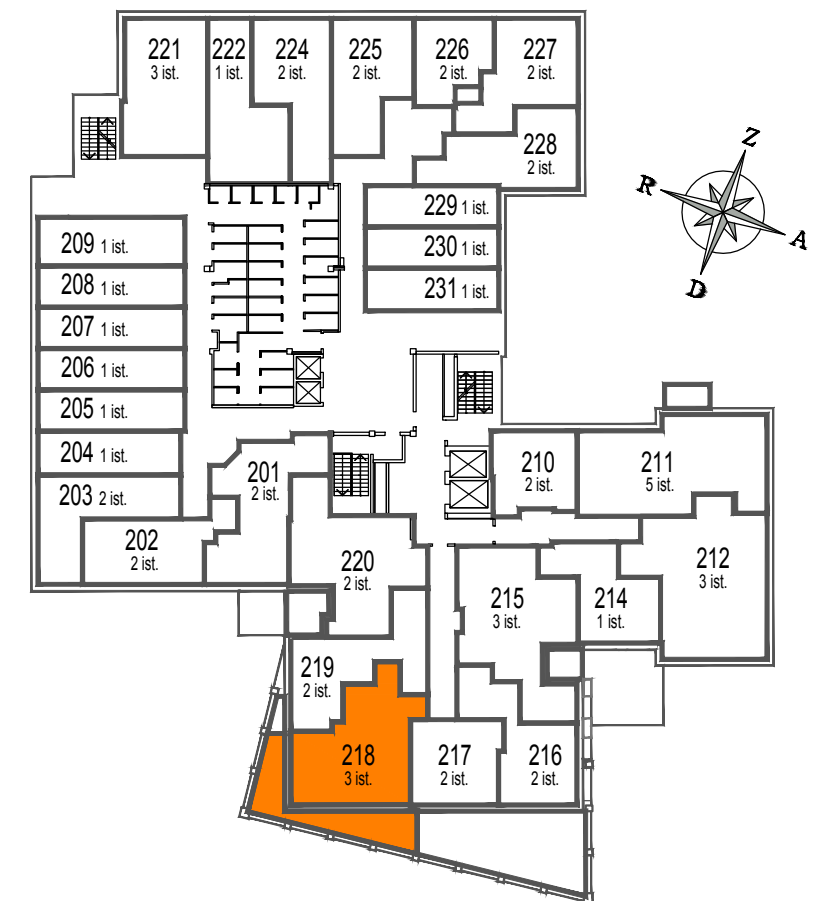 221
3 ist.
222
1 ist.
224
2 ist.
225
2 ist.
226
2 ist.
227
2 ist.
228
2 ist.
Z
R
A
D
229 1 ist.
230 1 ist.
231 1 ist.
209 1 ist.
208 1 ist.
207 1 ist.
206 1 ist.
205 1 ist.
204 1 ist.
203 2 ist.
201
2 ist.
202
2 ist.
210
2 ist.
211
5 ist.
212
3 ist.
220
2 ist.
215
3 ist.
214
1 ist.
219
2 ist.
218
3 ist.
217
2 ist.
216
2 ist.